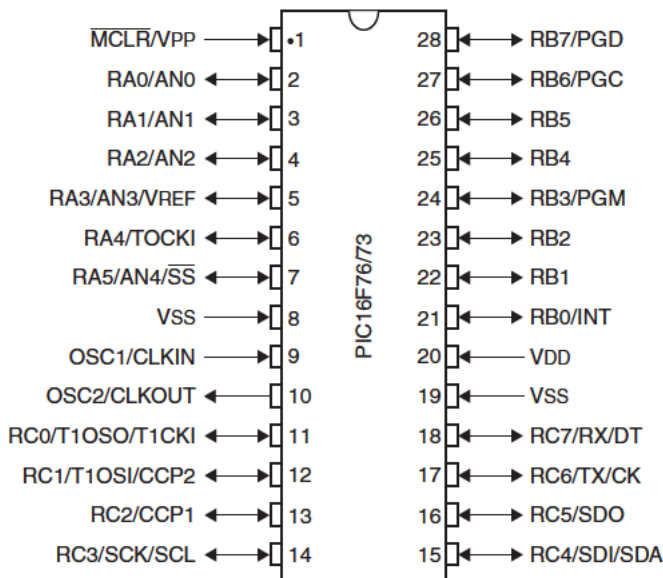 MCLR/VPP •1 28 RB7/PGD
RA0/AN0 2 27 RB6/PGC
RA1/AN1 3 26 RB5
RA2/AN2 4 25 RB4
RA3/AN3/VREF 5 24 RB3/PGM
RA4/TOCKI 6 23 RB2
RA5/AN4/SS 7 22 RB1
VSS 8 21 RB0/INT
OSC1/CLKIN 9 20 VDD
OSC2/CLKOUT 10 19 VSS
RC0/T1OSO/T1CKI 11 18 RC7/RX/DT
RC1/T1OSI/CCP2 12 17 RC6/TX/CK
RC2/CCP1 13 16 RC5/SDO
RC3/SCK/SCL 14 15 RC4/SDI/SDA
PIC16F76/73